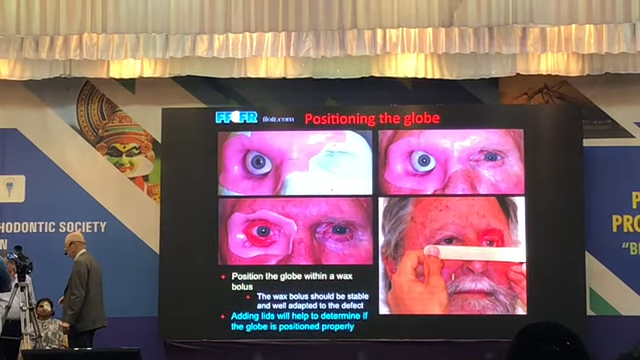 FFOFR ffofr.com Positioning the globe
Position the globe within a wax
bolus
The wax bolus should be stable
and well adapted to the defect
Adding lids will help to determine if
the globe is positioned properly
HODONTIC SOCIETY
N
P
PRO
"B